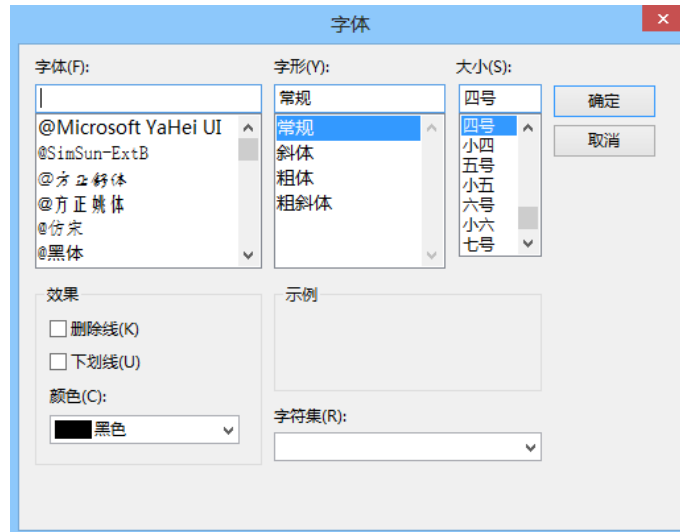 字体
字体(F):
字形(Y):
大小(S):
常规
四号
确定
@Microsoft YaHei UI
@SimSun-ExtB
@方正舒体
@方正姚体
@仿宋
@黑体
常规
斜体
粗体
粗斜体
四号
小四
五号
小五
六号
小六
七号
取消
效果
删除线(K)
下划线(U)
颜色(C):
黑色
示例
字符集(R):